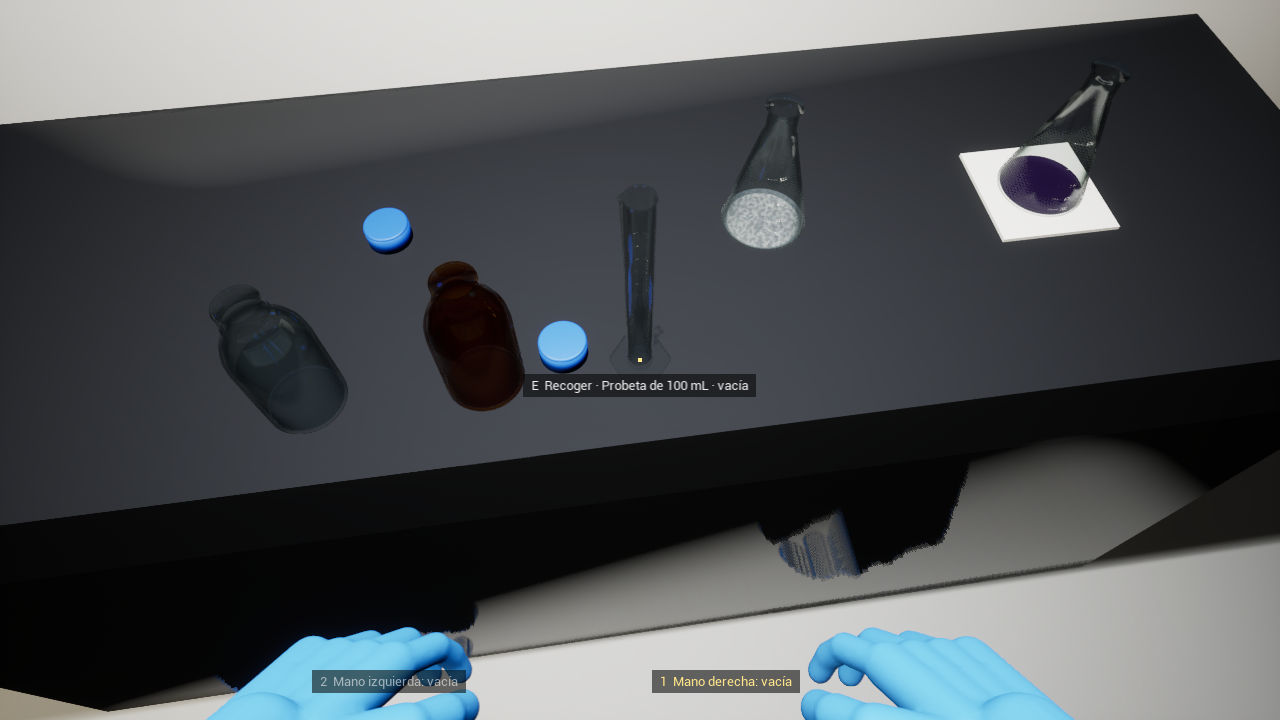 E Recoger · Probeta de 100 mL · vacía
2 Mano izquierda: vacía
1 Mano derecha: vacía